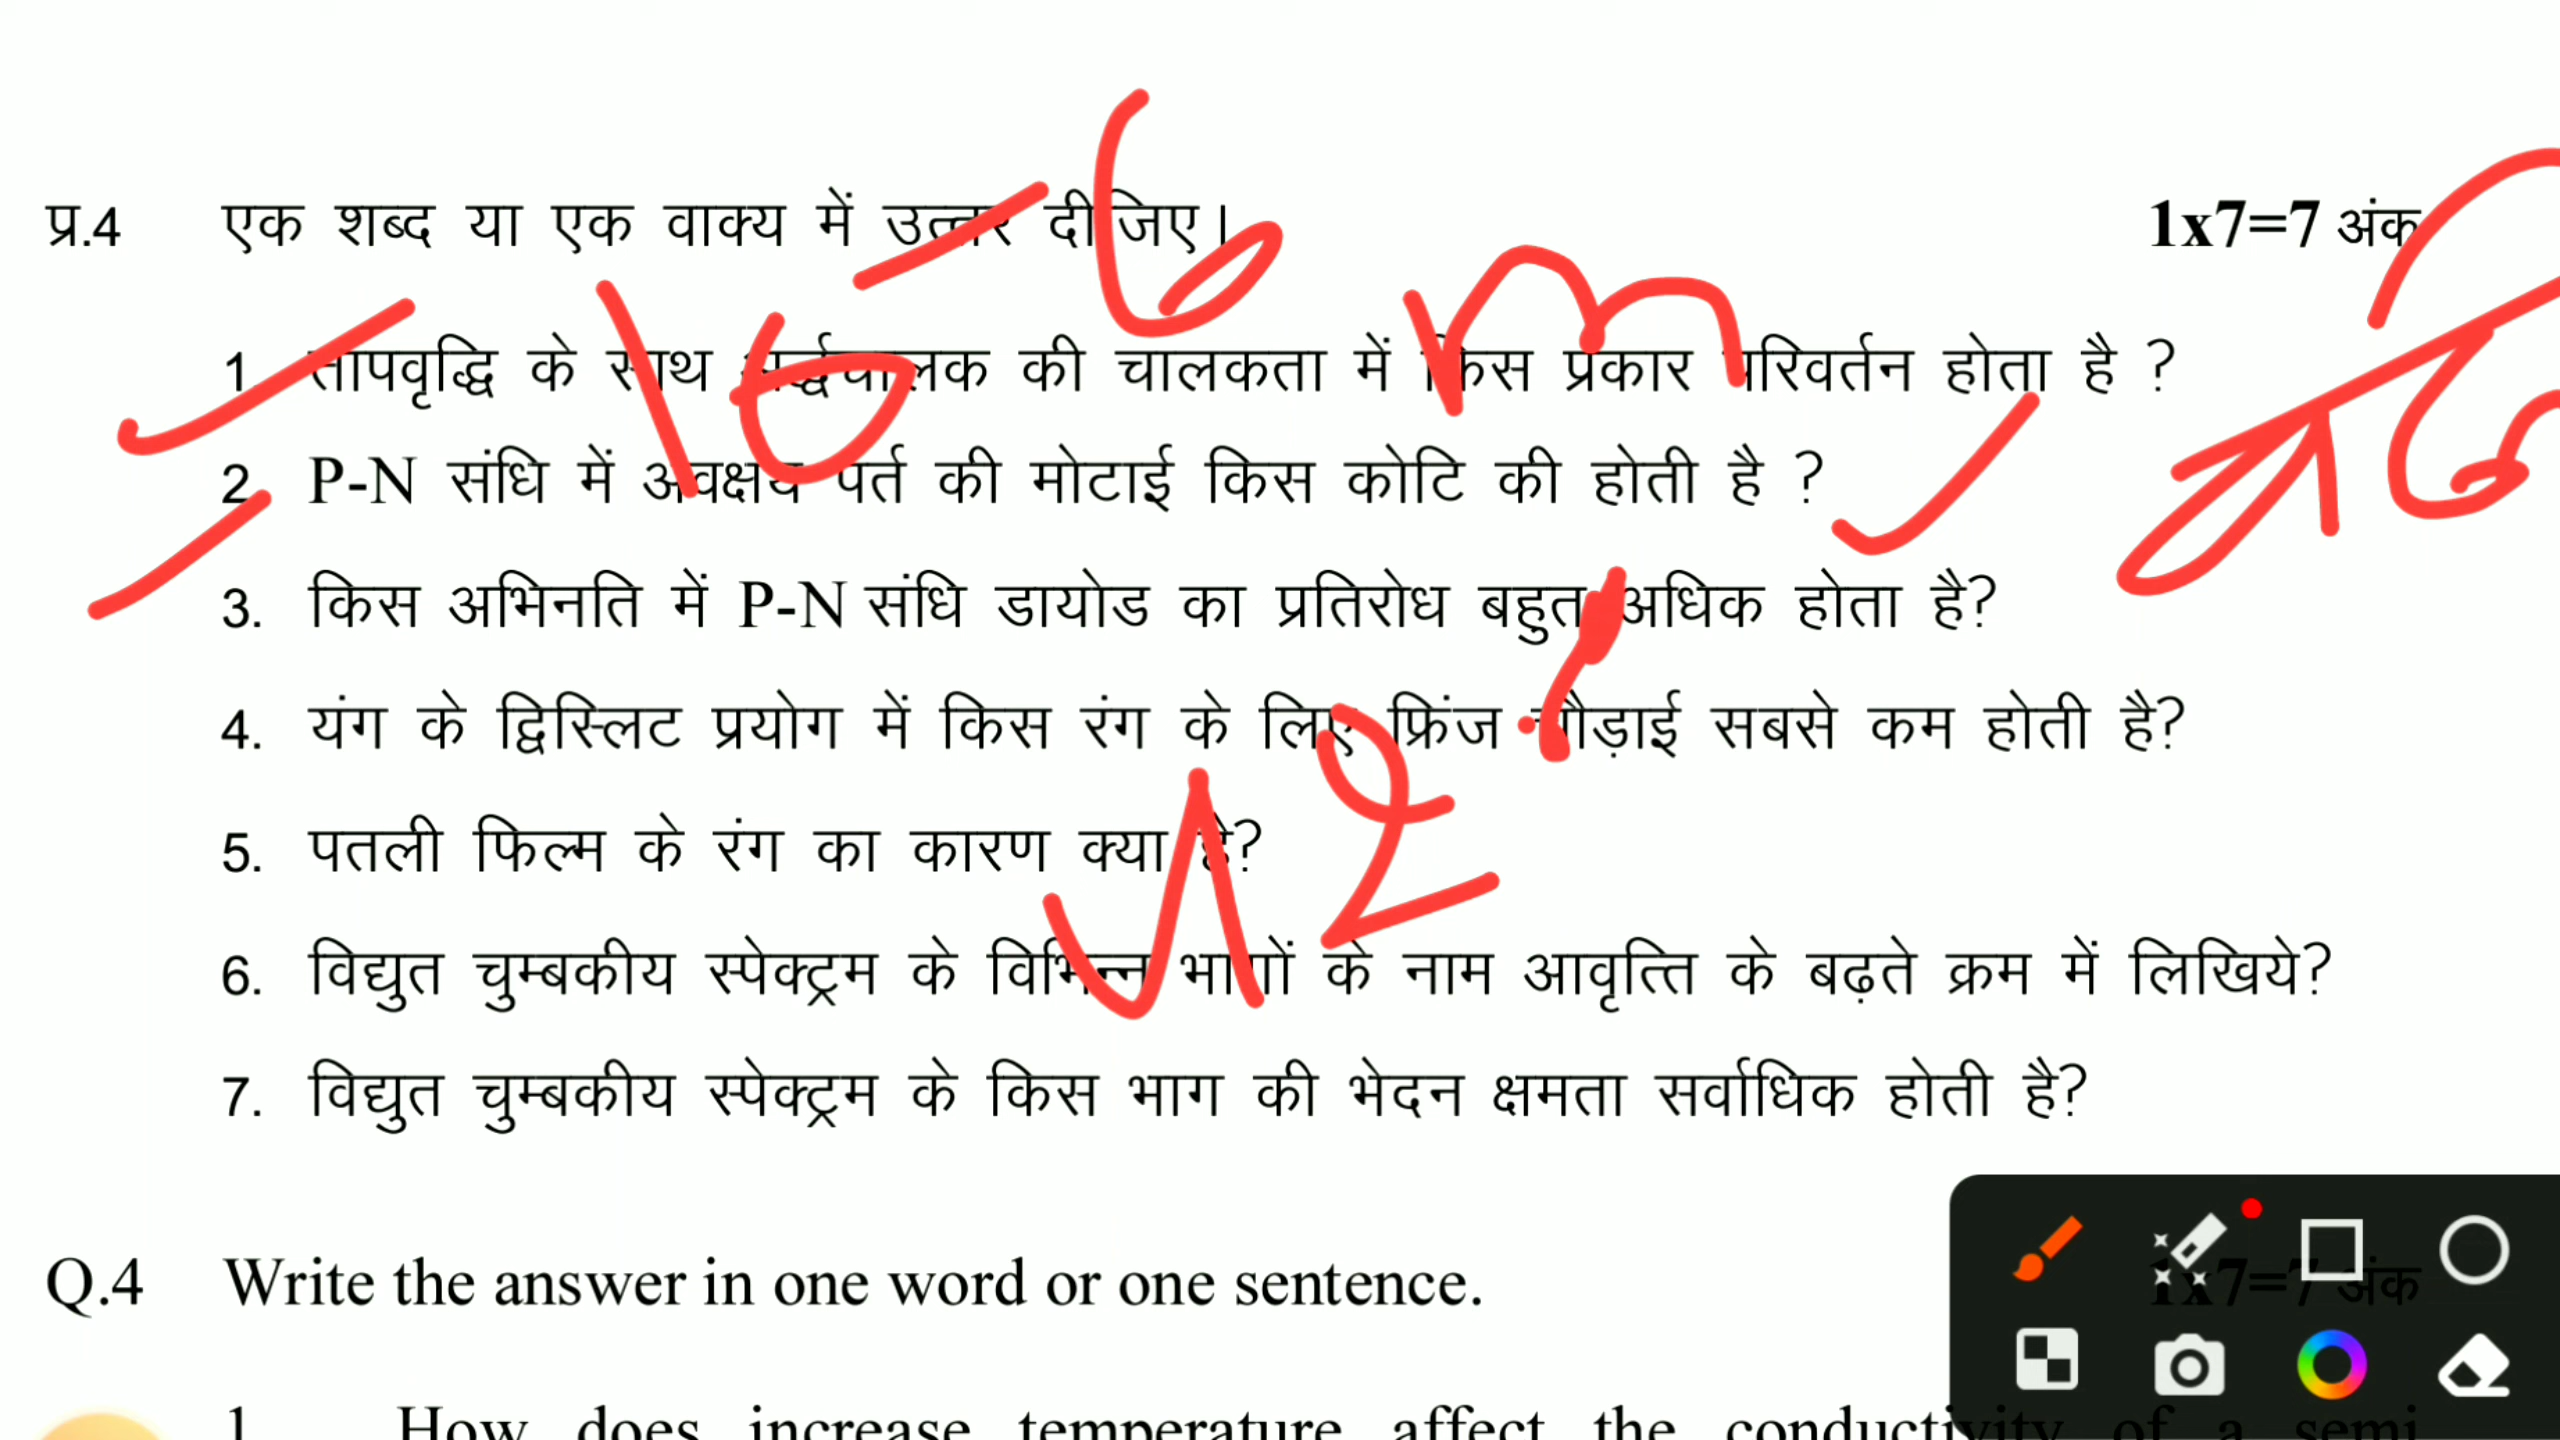 प्र.4 एक शब्द या एक वाक्य में उत्तर दीजिए। 1x7=7 अंक
1. तापवृद्धि के साथ अर्द्धचालक की चालकता में किस प्रकार परिवर्तन होता है ?
2. P-N संधि में अवक्षय पर्त की मोटाई किस कोटि की होती है ?
3. किस अभिनति में P-N संधि डायोड का प्रतिरोध बहुत अधिक होता है?
4. यंग के द्विस्लिट प्रयोग में किस रंग के लिए फ्रिंज चौड़ाई सबसे कम होती है?
5. पतली फिल्म के रंग का कारण क्या है?
6. विद्युत चुम्बकीय स्पेक्ट्रम के विभिन्न भागों के नाम आवृत्ति के बढ़ते क्रम में लिखिये?
7. विद्युत चुम्बकीय स्पेक्ट्रम के किस भाग की भेदन क्षमता सर्वाधिक होती है?
Q.4 Write the answer in one word or one sentence. 1x7=7 अंक
1. How does increase temperature affect the conductivity of a semi